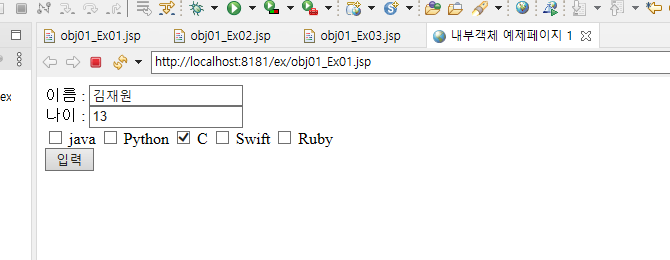 obj01_Ex01.jsp obj01_Ex02.jsp obj01_Ex03.jsp 내부객체 예제페이지 1
http://localhost:8181/ex/obj01_Ex01.jsp
이름 : 김재원
ex
나이 : 13
java Python C Swift Ruby
입력